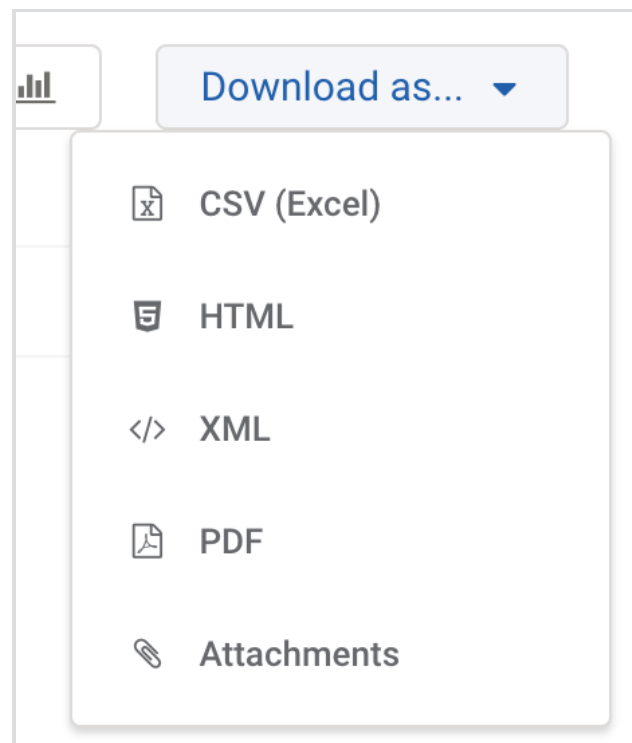 Download as...
CSV (Excel)
HTML
XML
PDF
Attachments